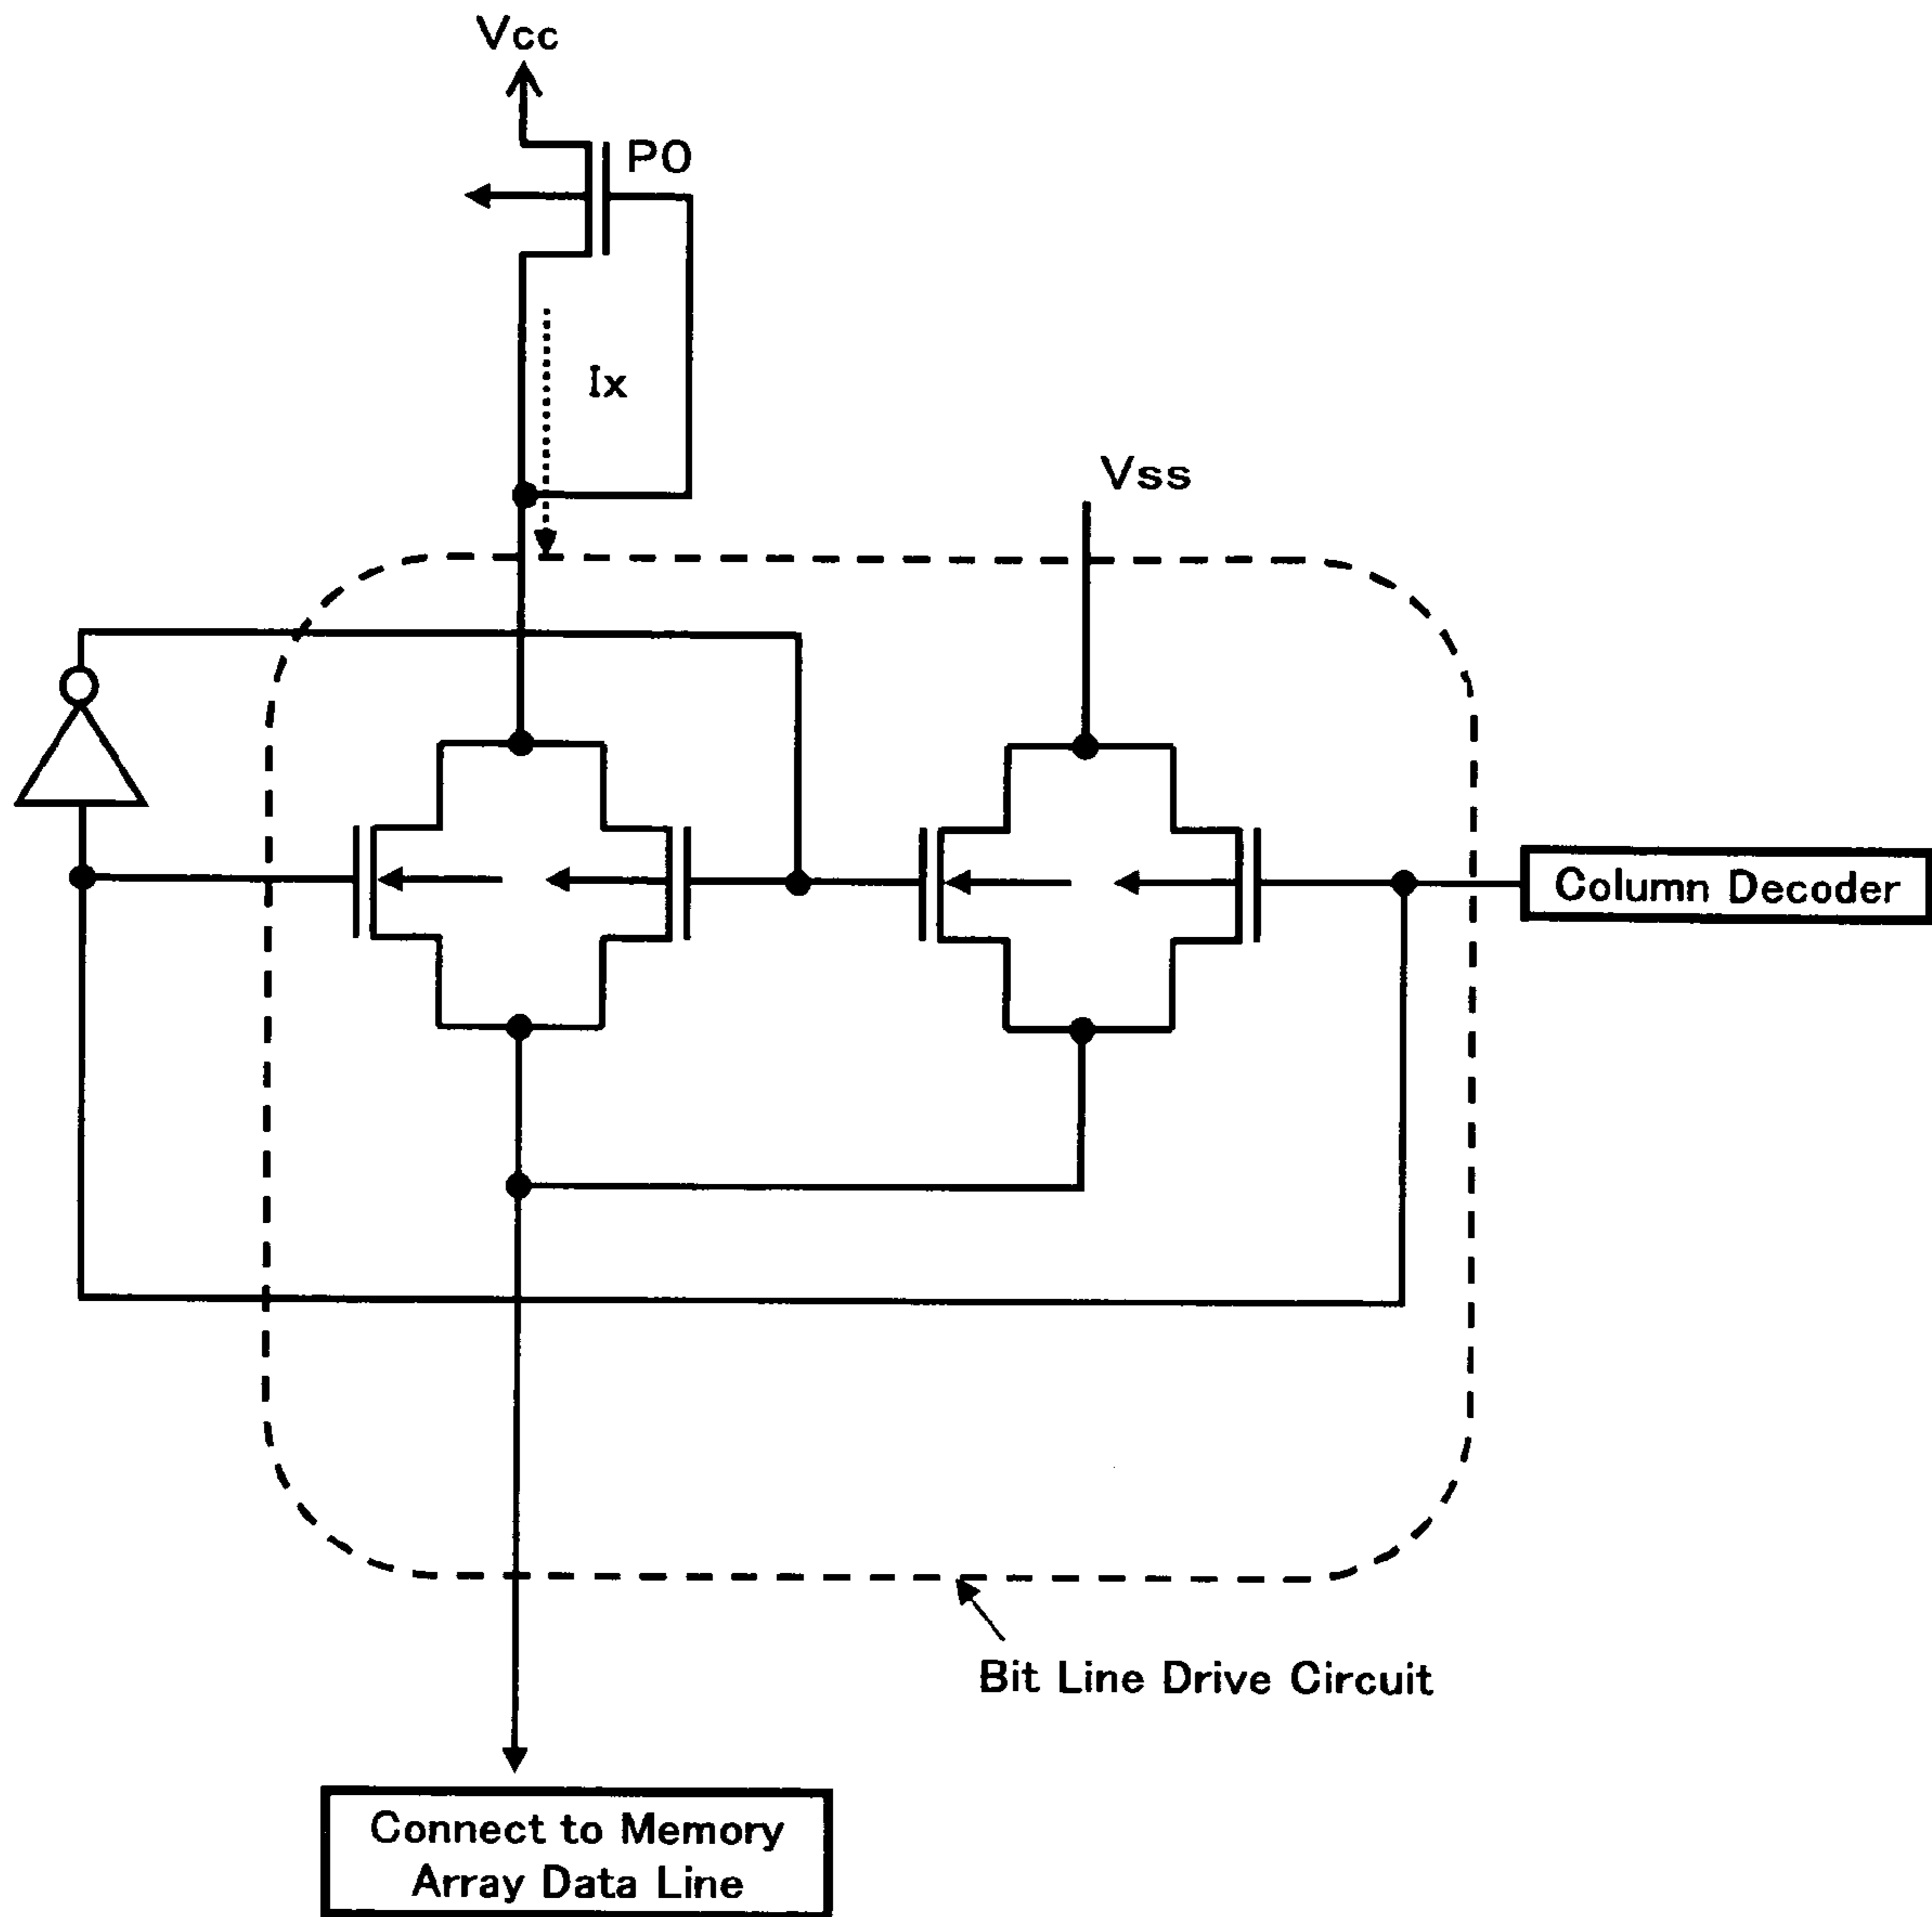 Vcc
P0
Ix
Vss
Column Decoder
Bit Line Drive Circuit
Connect to Memory
Array Data Line